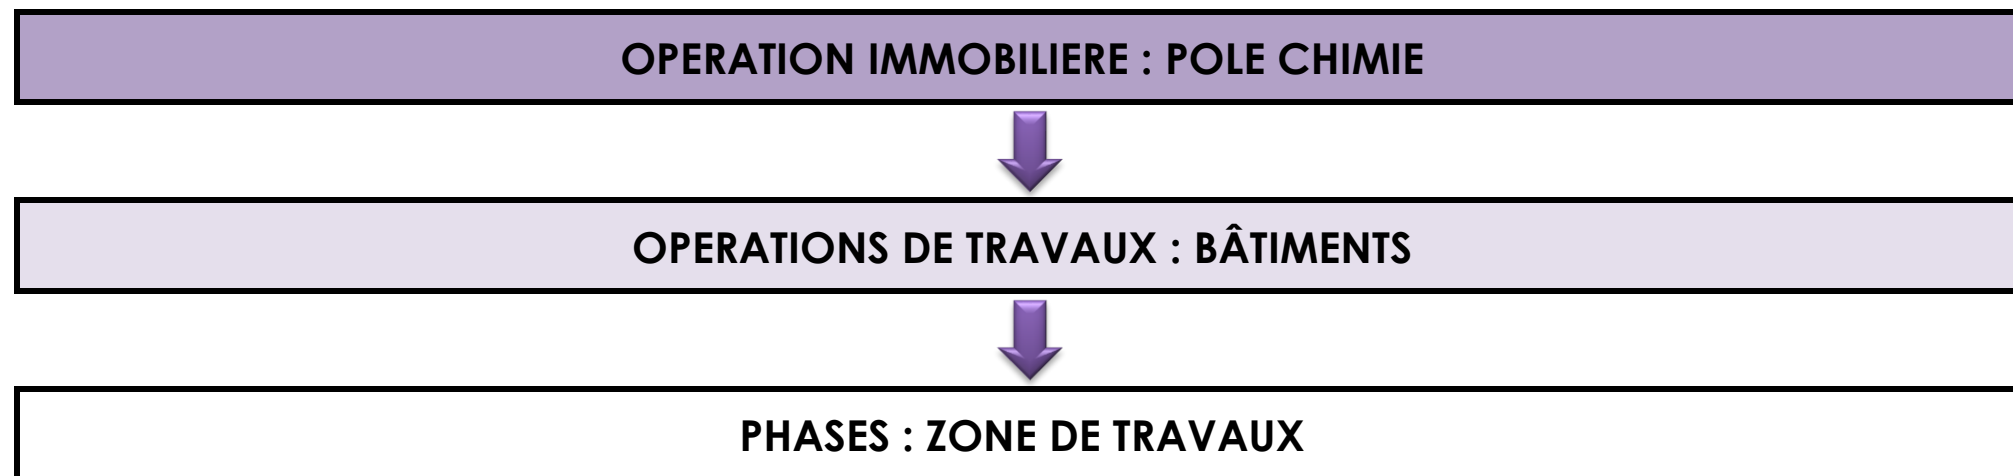 OPERATION IMMOBILIERE : POLE CHIMIE
OPERATIONS DE TRAVAUX : BÂTIMENTS
PHASES : ZONE DE TRAVAUX